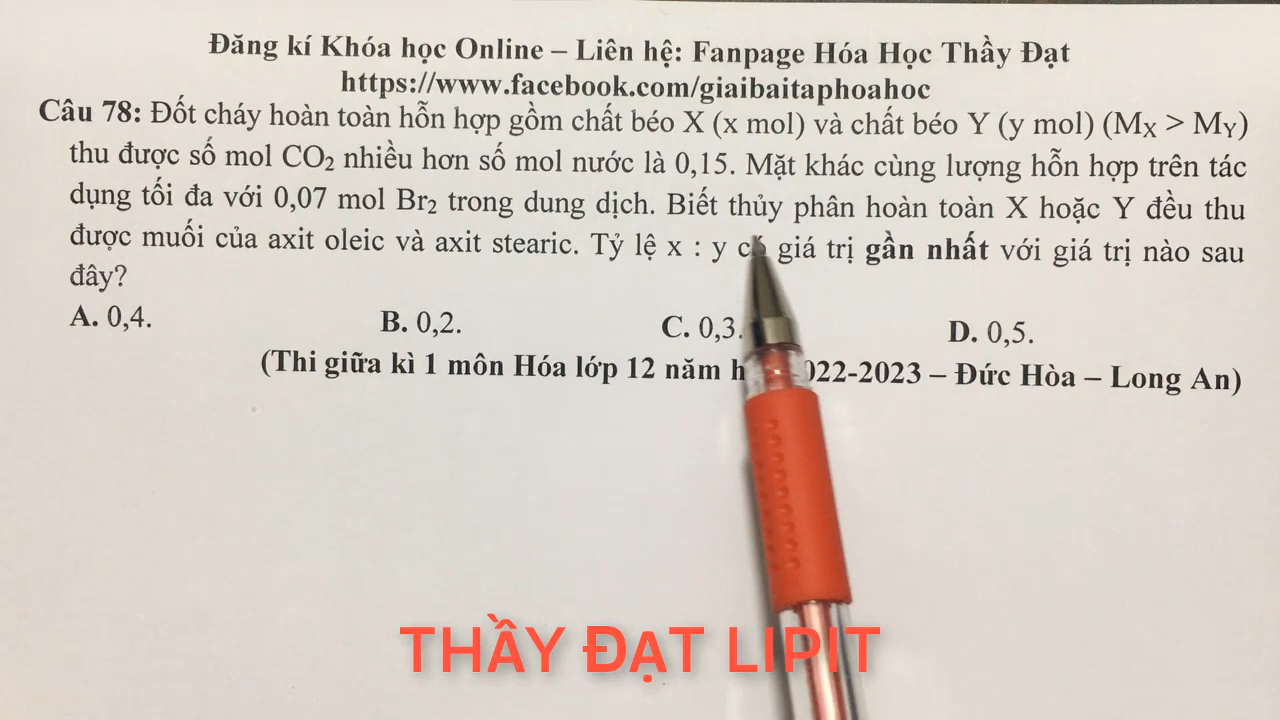 Đăng kí Khóa học Online – Liên hệ: Fanpage Hóa Học Thầy Đạt
https://www.facebook.com/giaibaitaphoahoc
Câu 78: Đốt cháy hoàn toàn hỗn hợp gồm chất béo X (x mol) và chất béo Y (y mol) (MX > MY)
thu được số mol CO2 nhiều hơn số mol nước là 0,15. Mặt khác cùng lượng hỗn hợp trên tác
dụng tối đa với 0,07 mol Br2 trong dung dịch. Biết thủy phân hoàn toàn X hoặc Y đều thu
được muối của axit oleic và axit stearic. Tỷ lệ x : y có giá trị gần nhất với giá trị nào sau
đây?
A. 0,4. B. 0,2. C. 0,3. D. 0,5.
(Thi giữa kì 1 môn Hóa lớp 12 năm 022-2023 – Đức Hòa – Long An)
THẦY ĐẠT LIPIT